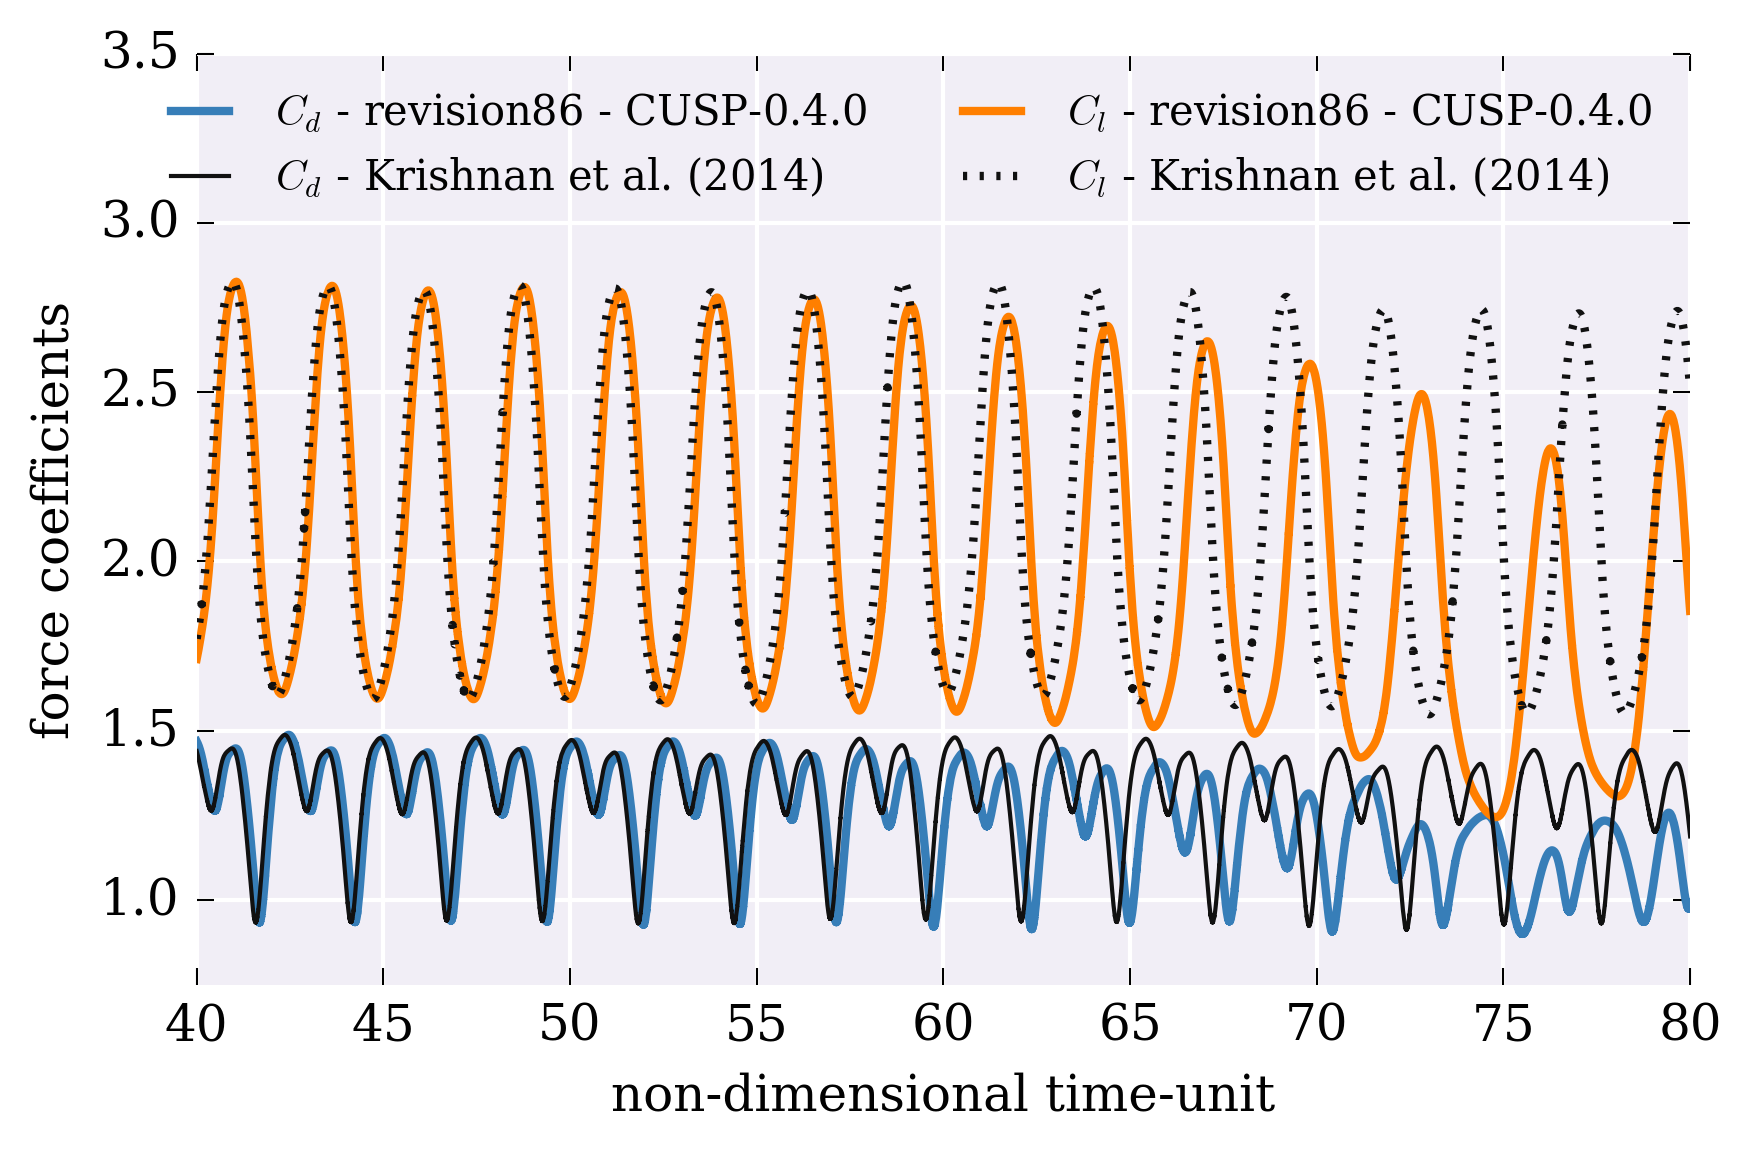 3.5
C_d - revision86 - CUSP-0.4.0
C_l - revision86 - CUSP-0.4.0
C_d - Krishnan et al. (2014)
C_l - Krishnan et al. (2014)
3.0
2.5
2.0
1.5
1.0
force coefficients
40 45 50 55 60 65 70 75 80
non-dimensional time-unit